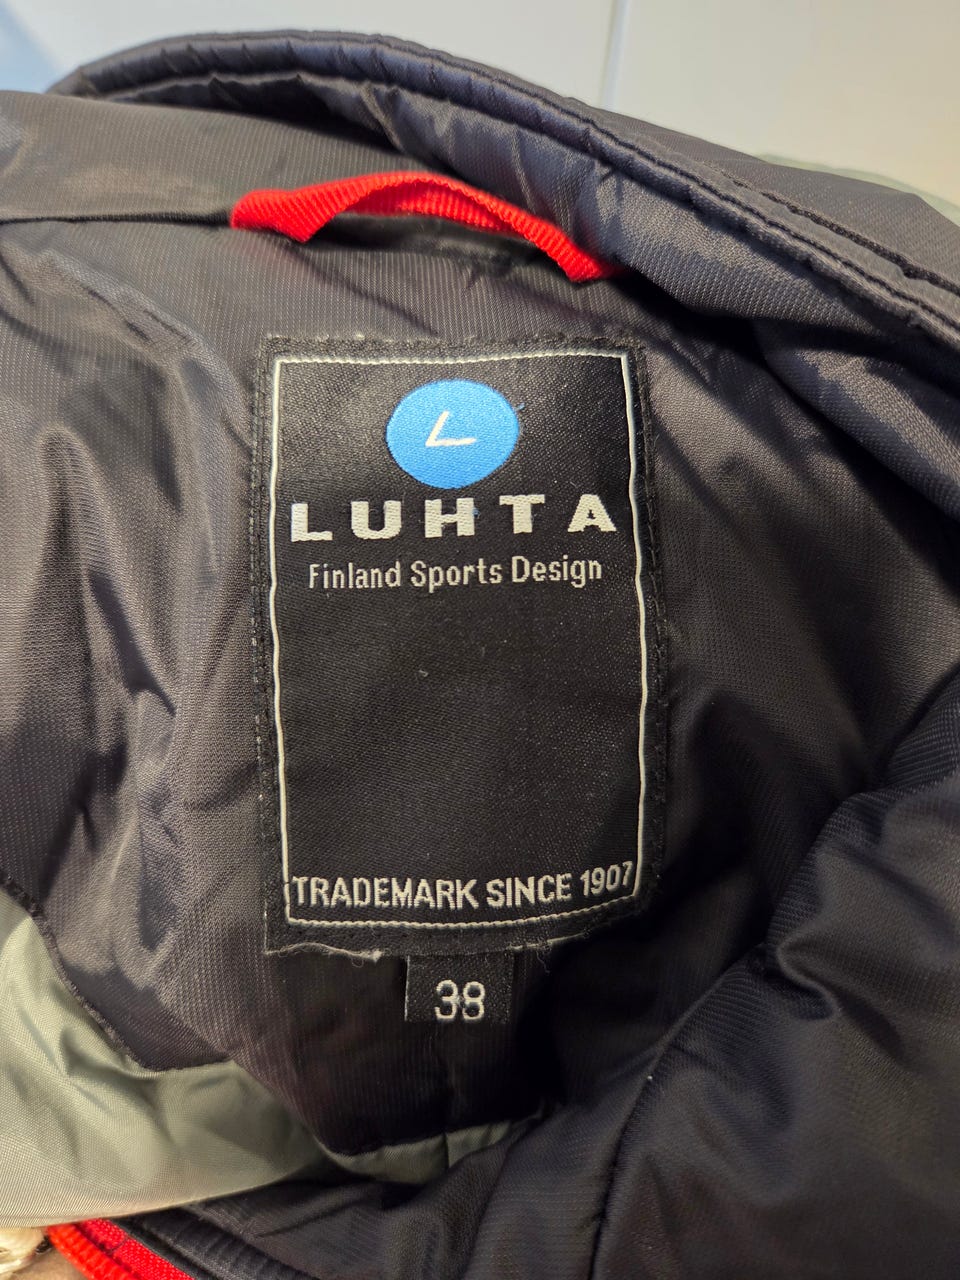 L
LUHTA
Finland Sports Design
TRADEMARK SINCE 1907
38